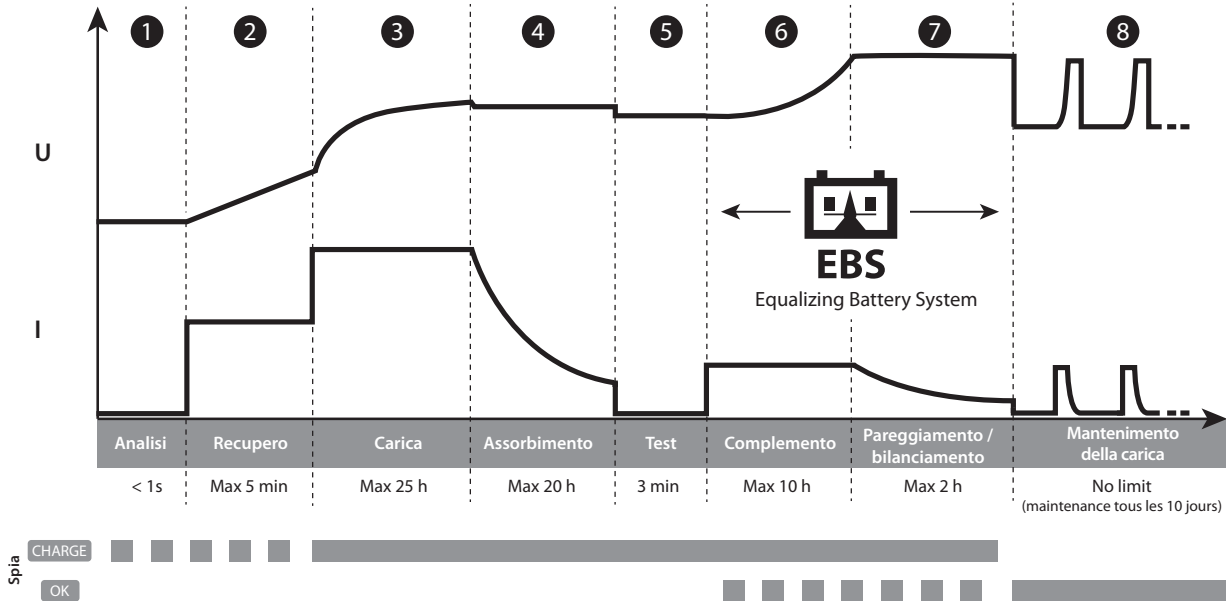 1 2 3 4 5 6 7 8
U
EBS
Equalizing Battery System
I
Analisi Recupero Carica Assorbimento Test Complemento Pareggiamento / bilanciamento Mantenimento della carica
< 1s Max 5 min Max 25 h Max 20 h 3 min Max 10 h Max 2 h No limit
(maintenance tous les 10 jours)
Spia
CHARGE
OK